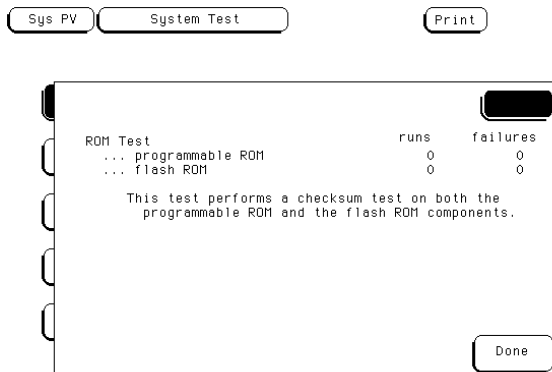 Sys PV System Test Print
ROM Test runs failures
... programmable ROM 0 0
... flash ROM 0 0
This test performs a checksum test on both the
programmable ROM and the flash ROM components.
Done